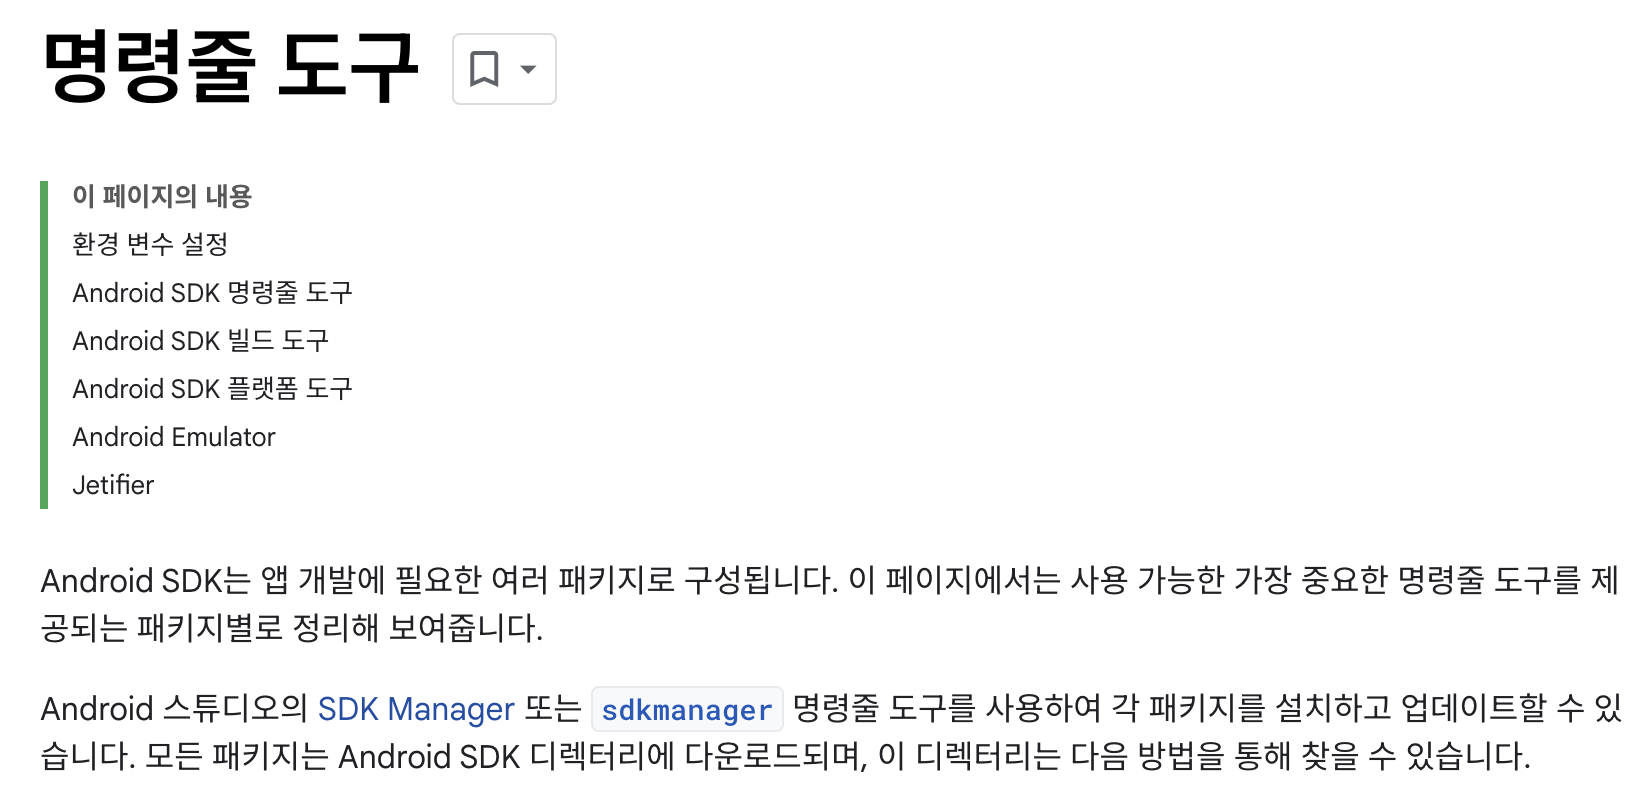 명령줄 도구
이 페이지의 내용
환경 변수 설정
Android SDK 명령줄 도구
Android SDK 빌드 도구
Android SDK 플랫폼 도구
Android Emulator
Jetifier
Android SDK는 앱 개발에 필요한 여러 패키지로 구성됩니다. 이 페이지에서는 사용 가능한 가장 중요한 명령줄 도구를 제
공되는 패키지별로 정리해 보여줍니다.
Android 스튜디오의 SDK Manager 또는 sdkmanager 명령줄 도구를 사용하여 각 패키지를 설치하고 업데이트할 수 있
습니다. 모든 패키지는 Android SDK 디렉터리에 다운로드되며, 이 디렉터리는 다음 방법을 통해 찾을 수 있습니다.